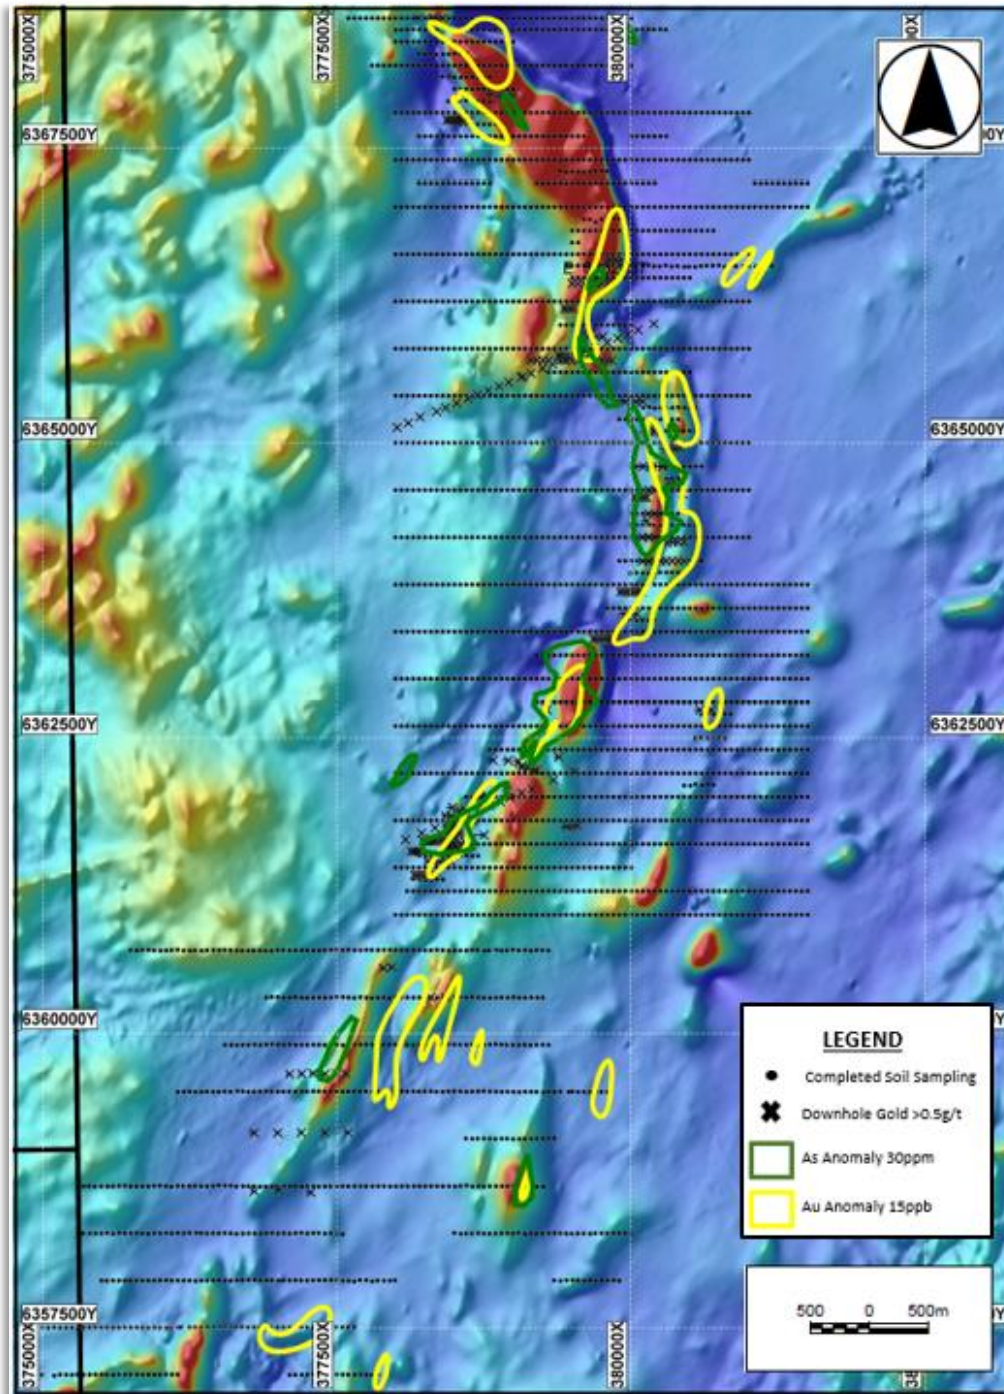 375000X
377500X
380000X
6367500Y
6365000Y
6365000Y
6362500Y
6362500Y
6360000Y
LEGEND
Completed Soil Sampling
Downhole Gold >0.5g/t
As Anomaly 30ppm
Au Anomaly 15ppb
500 0 500m
6357500Y
375000X
377500X
380000X